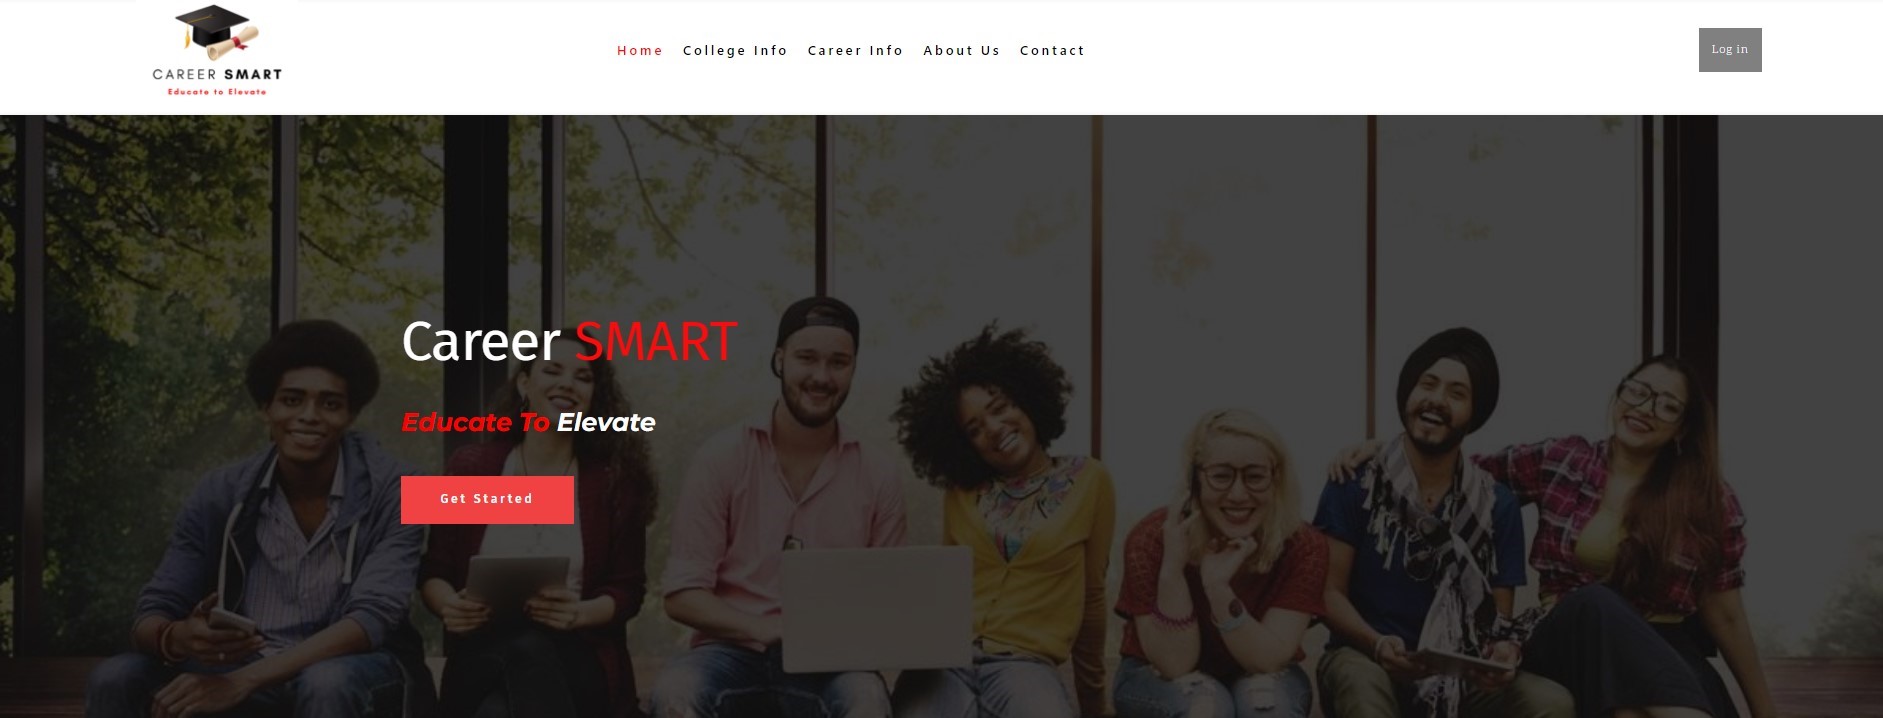 CAREER SMART
Educate to Elevate
Home College Info Career Info About Us Contact
Log in
Career SMART
Educate To Elevate
Get Started